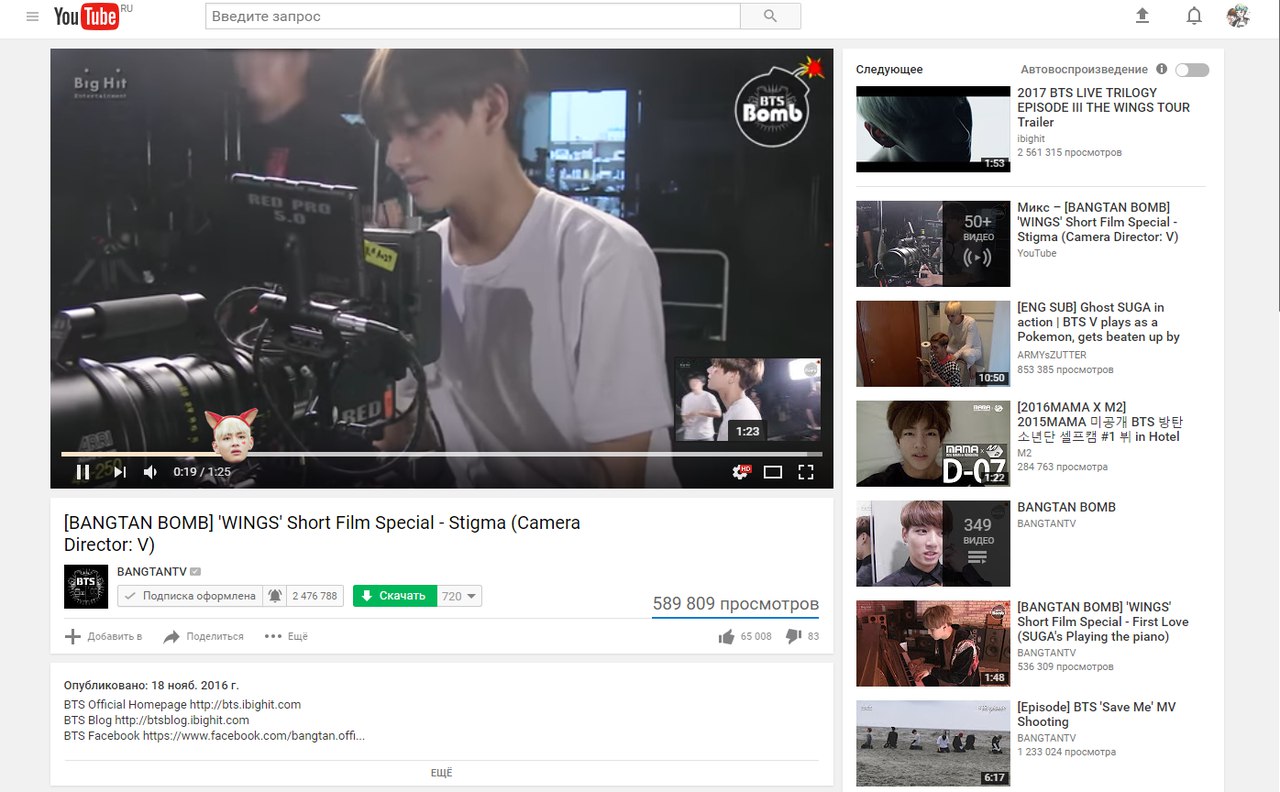 YouTube RU
Введите запрос
Big Hit
Entertainment
BTS
Bomb
RED PRO
5.0
RED
ARRI
1:23
0:19 / 1:25
HD
[BANGTAN BOMB] 'WINGS' Short Film Special - Stigma (Camera
Director: V)
BTS
BANGTANTV
Подписка оформлена
2 476 788
Скачать
720
589 809 просмотров
Добавить в
Поделиться
Ещё
65 008
83
Опубликовано: 18 нояб. 2016 г.
BTS Official Homepage http://bts.ibighit.com
BTS Blog http://btsblog.ibighit.com
BTS Facebook https://www.facebook.com/bangtan.offi...
ЕЩЁ
Следующее
Автовоспроизведение
1:53
2017 BTS LIVE TRILOGY
EPISODE III THE WINGS TOUR
Trailer
ibighit
2 561 315 просмотров
50+
ВИДЕО
Микс – [BANGTAN BOMB]
'WINGS' Short Film Special -
Stigma (Camera Director: V)
YouTube
10:50
[ENG SUB] Ghost SUGA in
action | BTS V plays as a
Pokemon, gets beaten up by
ARMYsZUTTER
853 385 просмотров
MAMA
D-07
1:22
[2016MAMA X M2]
2015MAMA 미공개 BTS 방탄
소년단 셀프캠 #1 뷔 in Hotel
M2
284 763 просмотра
349
ВИДЕО
BANGTAN BOMB
BANGTANTV
1:48
[BANGTAN BOMB] 'WINGS'
Short Film Special - First Love
(SUGA's Playing the piano)
BANGTANTV
536 309 просмотров
6:17
[Episode] BTS 'Save Me' MV
Shooting
BANGTANTV
1 233 024 просмотра